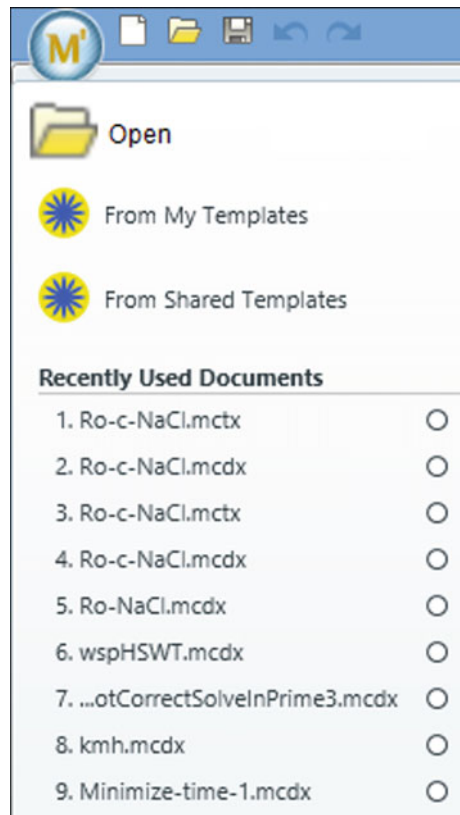 M'
Open
From My Templates
From Shared Templates
Recently Used Documents
1. Ro-c-NaCl.mctx
2. Ro-c-NaCl.mcdx
3. Ro-c-NaCl.mctx
4. Ro-c-NaCl.mcdx
5. Ro-NaCl.mcdx
6. wspHSWT.mcdx
7. ...otCorrectSolveInPrime3.mcdx
8. kmh.mcdx
9. Minimize-time-1.mcdx